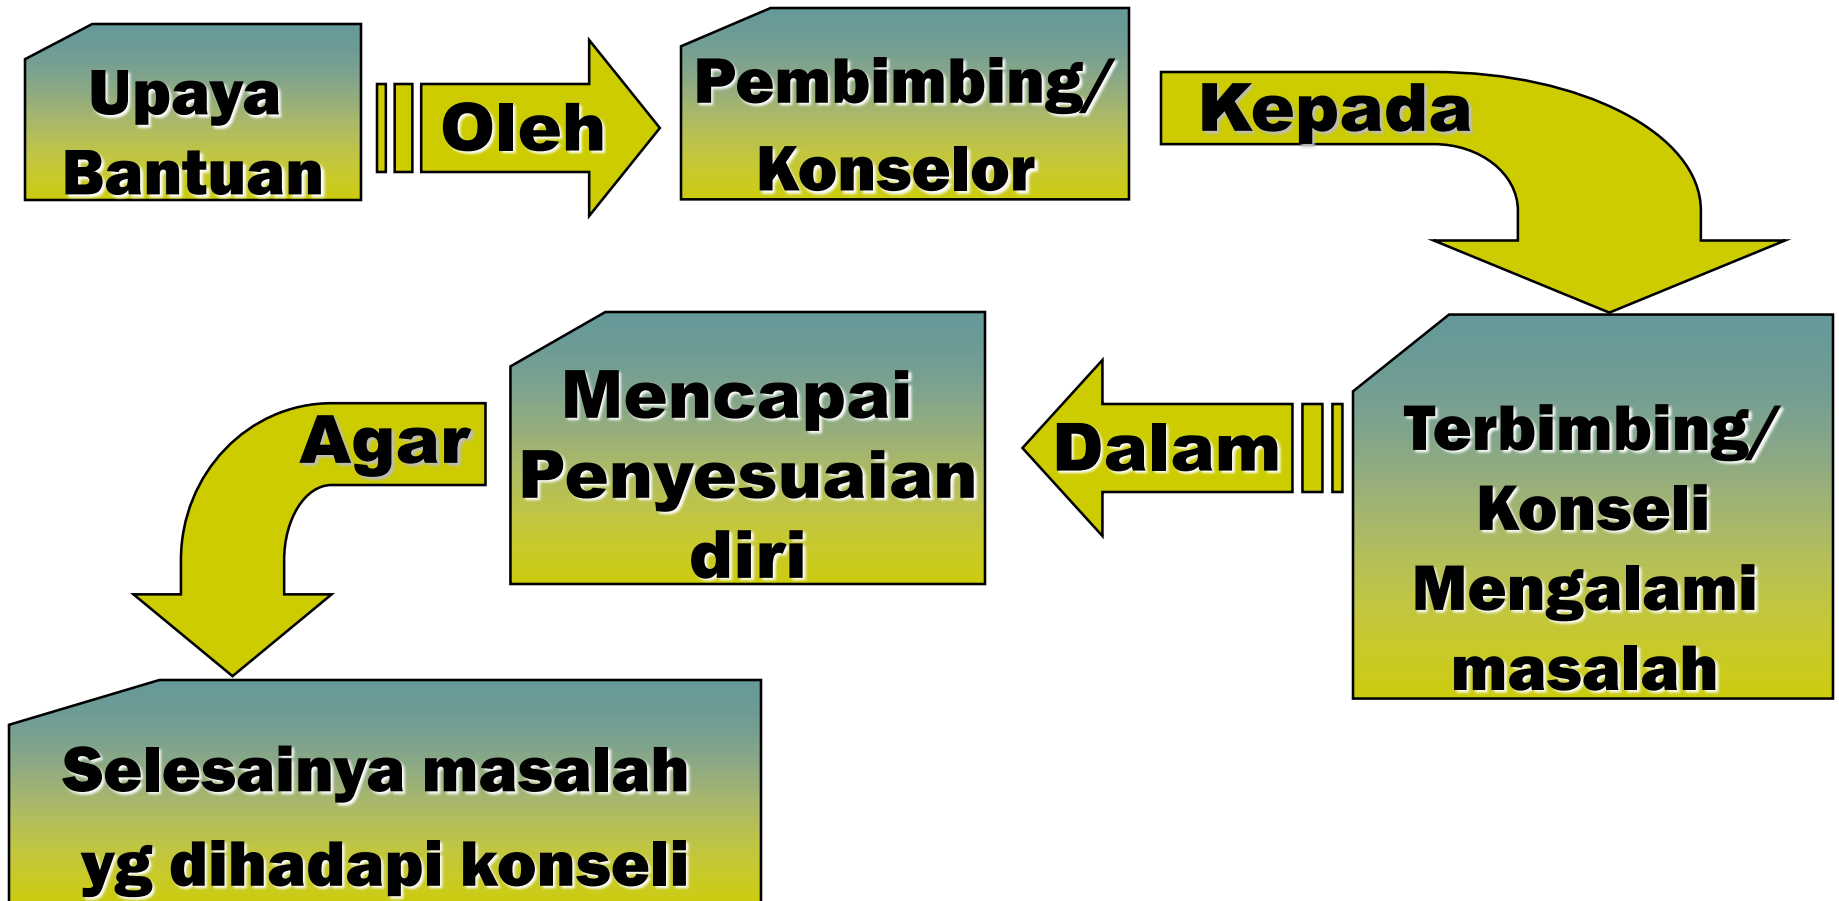 Upaya
Bantuan
Oleh
Pembimbing/
Konselor
Kepada
Terbimbing/
Konseli
Mengalami
masalah
Dalam
Mencapai
Penyesuaian
diri
Agar
Selesainya masalah
yg dihadapi konseli